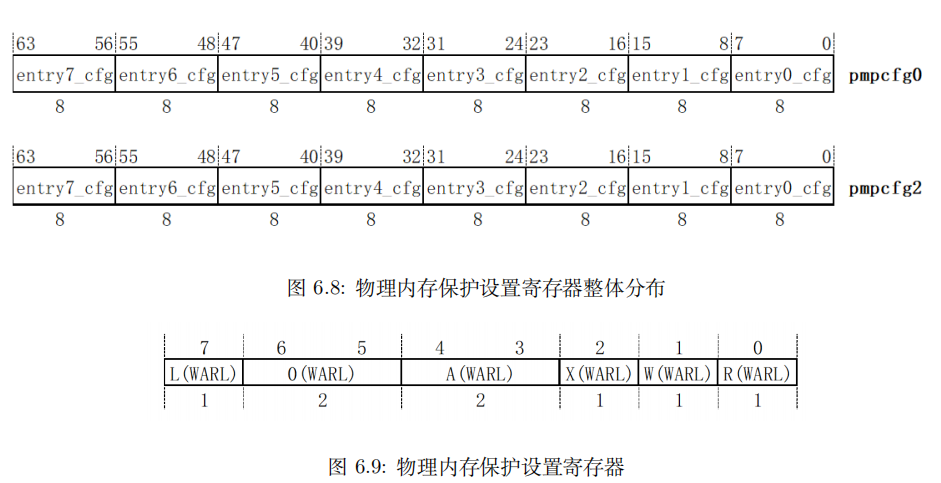 63 56 55 48 47 40 39 32 31 24 23 16 15 8 7 0
entry7_cfg entry6_cfg entry5_cfg entry4_cfg entry3_cfg entry2_cfg entry1_cfg entry0_cfg pmpcfg0
8 8 8 8 8 8 8 8
63 56 55 48 47 40 39 32 31 24 23 16 15 8 7 0
entry7_cfg entry6_cfg entry5_cfg entry4_cfg entry3_cfg entry2_cfg entry1_cfg entry0_cfg pmpcfg2
8 8 8 8 8 8 8 8
图 6.8: 物理内存保护设置寄存器整体分布
7 6 5 4 3 2 1 0
L(WARL) 0(WARL) A(WARL) X(WARL) W(WARL) R(WARL)
1 2 2 1 1 1
图 6.9: 物理内存保护设置寄存器